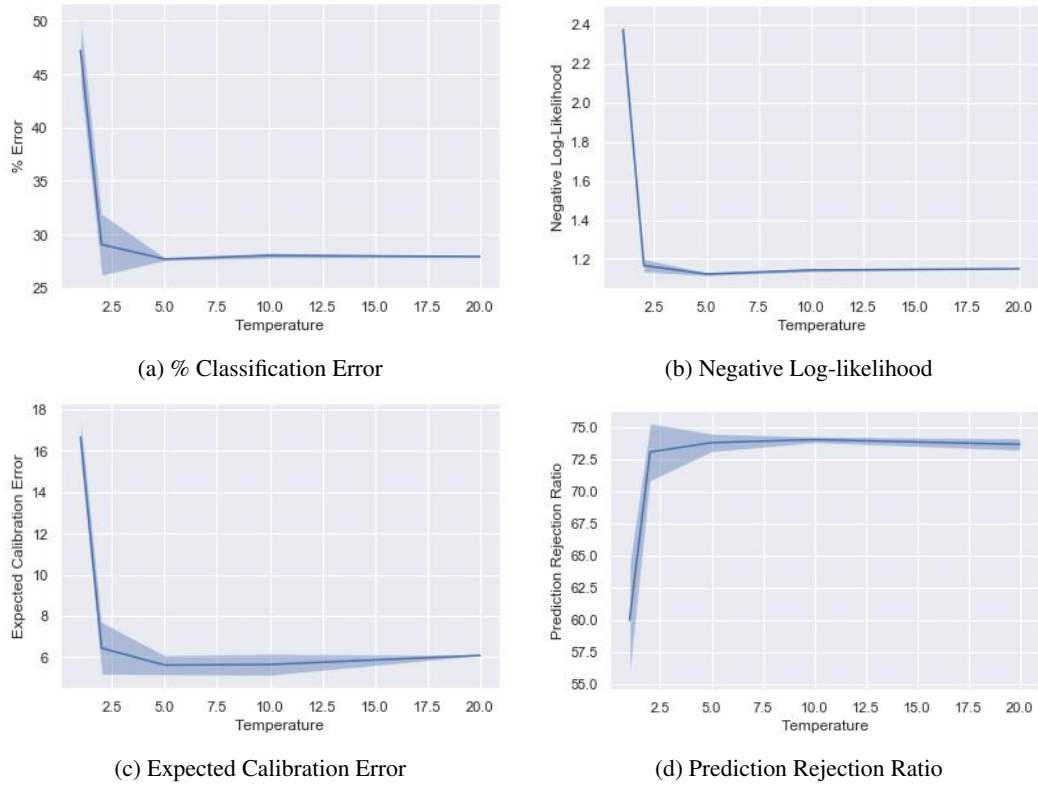 50
45
40
35
30
25
% Error
2.5 5.0 7.5 10.0 12.5 15.0 17.5 20.0
Temperature
(a) % Classification Error
2.4
2.2
2.0
1.8
1.6
1.4
1.2
Negative Log-Likelihood
2.5 5.0 7.5 10.0 12.5 15.0 17.5 20.0
Temperature
(b) Negative Log-likelihood
18
16
14
12
10
8
6
Expected Calibration Error
2.5 5.0 7.5 10.0 12.5 15.0 17.5 20.0
Temperature
(c) Expected Calibration Error
75.0
72.5
70.0
67.5
65.0
62.5
60.0
57.5
55.0
Prediction Rejection Ratio
2.5 5.0 7.5 10.0 12.5 15.0 17.5 20.0
Temperature
(d) Prediction Rejection Ratio